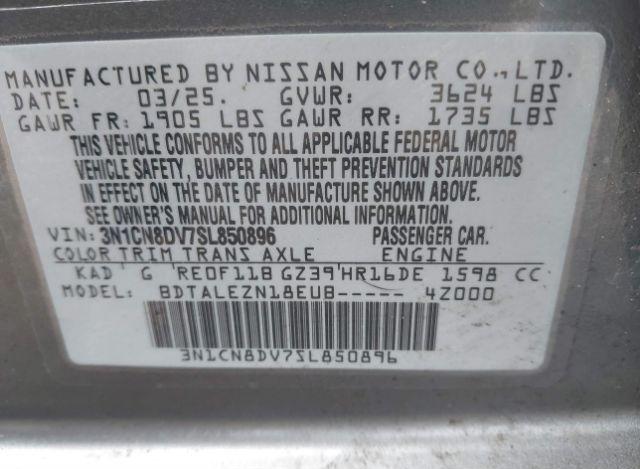 MANUFACTURED BY NISSAN MOTOR CO., LTD.
DATE: 03/25. GVWR: 3624 LBS
GAWR FR: 1905 LBS GAWR RR: 1735 LBS
THIS VEHICLE CONFORMS TO ALL APPLICABLE FEDERAL MOTOR
VEHICLE SAFETY, BUMPER AND THEFT PREVENTION STANDARDS
IN EFFECT ON THE DATE OF MANUFACTURE SHOWN ABOVE.
SEE OWNER'S MANUAL FOR ADDITIONAL INFORMATION.
VIN: 3N1CN8DV7SL850896 PASSENGER CAR.
COLOR TRIM TRANS AXLE ENGINE
KAD G RE0F11B GZ39 HR16DE 1598 CC
MODEL: BDTALEZN18EUB----- 4Z000
3N1CN8DV7SL850896